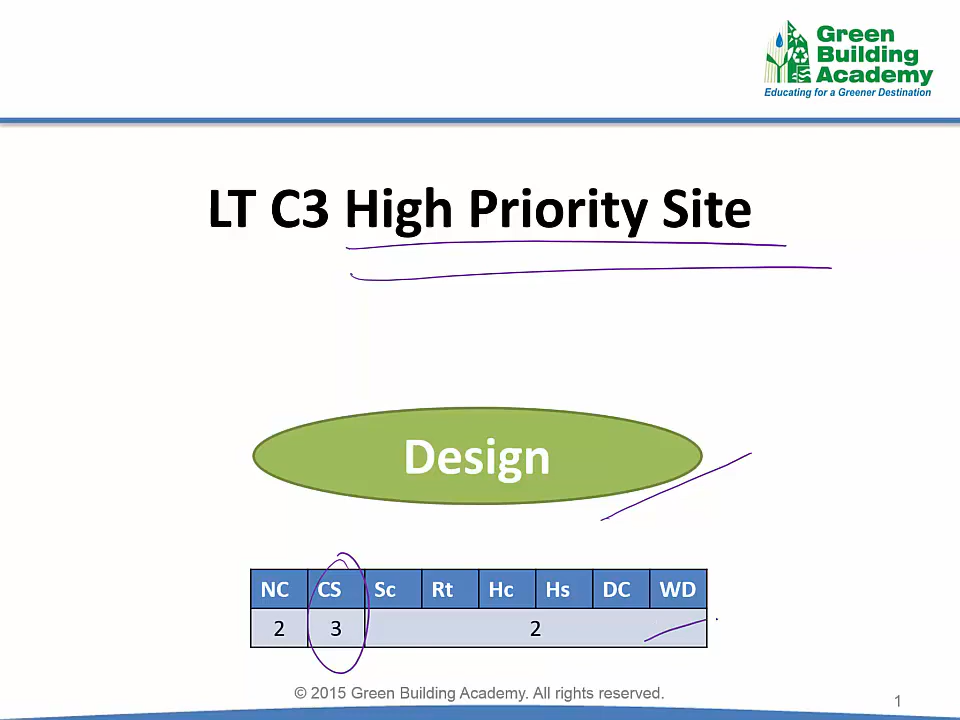 Green
Building
Academy
Educating for a Greener Destination
LT C3 High Priority Site
Design
NC CS Sc Rt Hc Hs DC WD
2 3 2
© 2015 Green Building Academy. All rights reserved.
1